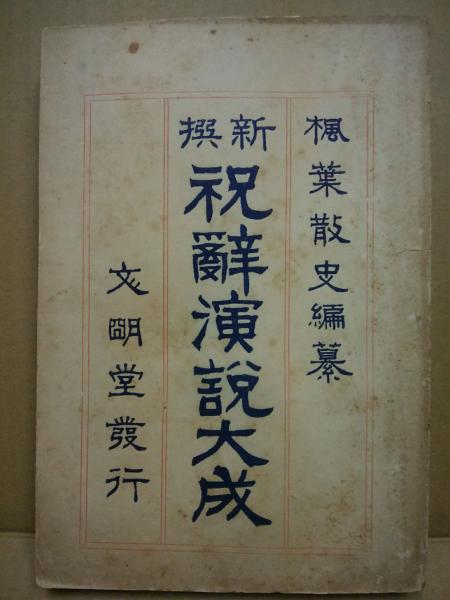 楓葉散史編纂
新撰
祝辭演說大成
文明堂發行